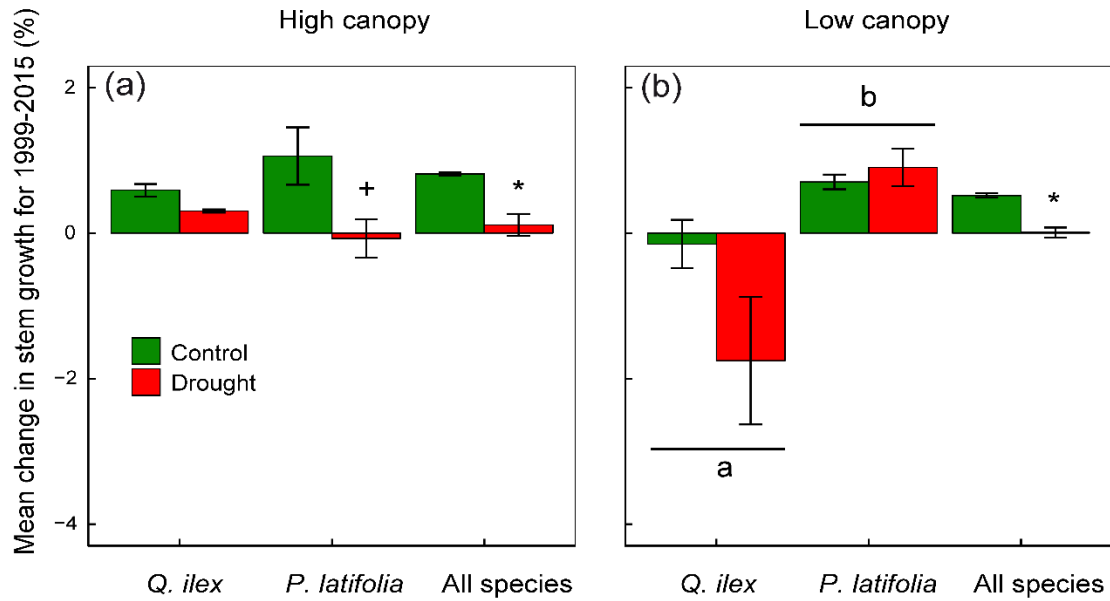 High canopy
Low canopy
Mean change in stem growth for 1999-2015 (%)
2
0
−2
−4
(a)
+
*
Control
Drought
(b)
b
*
a
Q. ilex
P. latifolia
All species
Q. ilex
P. latifolia
All species